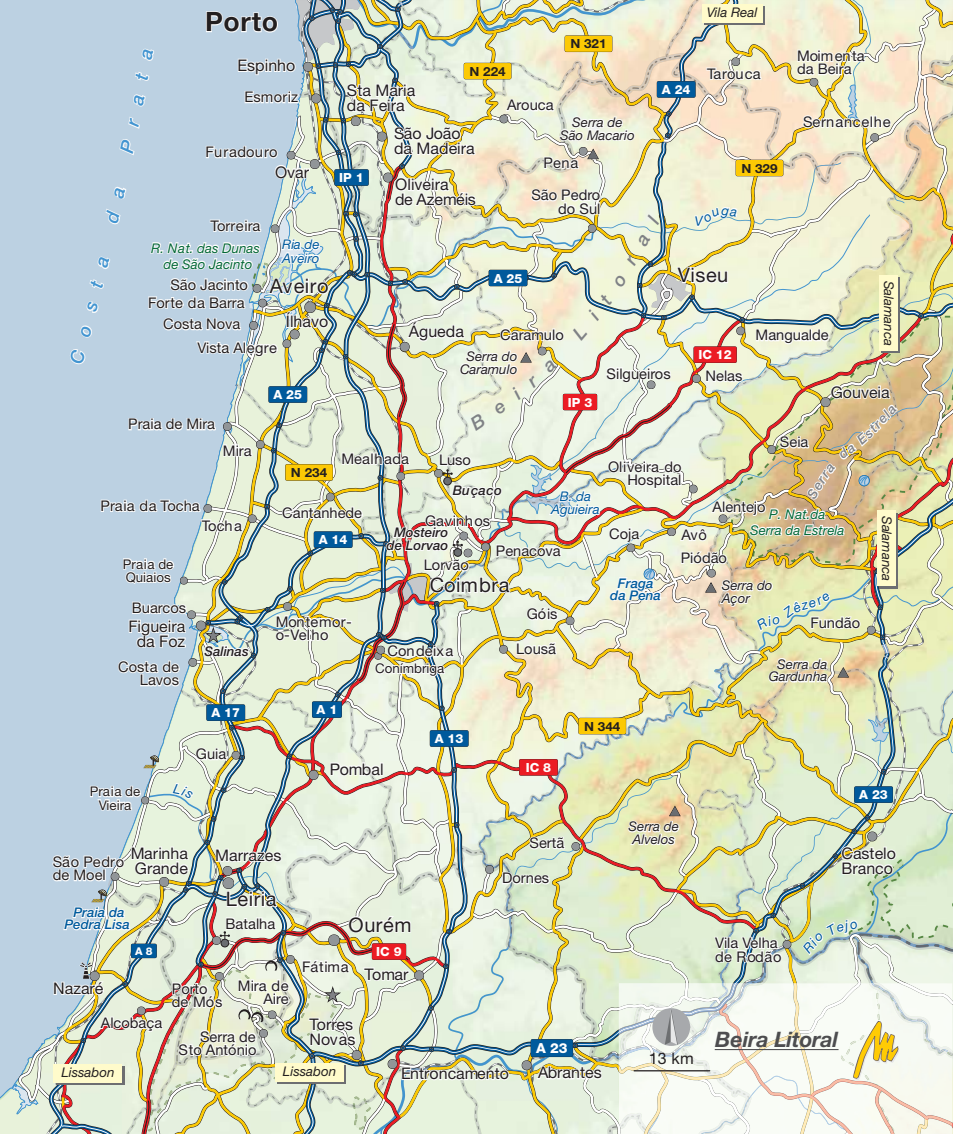 Porto
Vila Real
N 321
Espinho
N 224
Tarouca
Moimenta
da Beira
Esmoriz
Sta Maria
da Feira
A 24
Arouca
Sernancelhe
São João
da Madeira
Serra de
São Macario
Pena
Costa da Prata
Furadouro
Ovar
IP 1
N 329
Oliveira
de Azeméis
São Pedro
do Sul
Vouga
Torreira
R. Nat. das Dunas
de São Jacinto
Ria de
Aveiro
Beira Litoral
São Jacinto
Aveiro
A 25
Viseu
Forte da Barra
Salamanca
Costa Nova
Ílhavo
Águeda
Caramulo
Mangualde
Vista Alegre
Serra do
Caramulo
IC 12
Silgueiros
Nelas
A 25
IP 3
Gouveia
Praia de Mira
Mira
Seia
Serra da Estrela
Mealhada
Luso
N 234
Oliveira do
Hospital
Buçaco
B. da
Aguieira
Praia da Tocha
Cantanhede
Alentejo
P. Nat. da
Serra da Estrela
Tocha
Gavinhos
Mosteiro
de Lorvao
A 14
Coja
Avô
Salamanca
Penacova
Lorvão
Piódão
Praia de
Quiaios
Coimbra
Fraga
da Pena
Serra do
Açor
Rio Zêzere
Buarcos
Góis
Figueira
da Foz
Montemor-
o-Velho
Fundão
Salinas
Condeixa
Lousã
Conimbriga
Costa de
Lavos
Serra da
Gardunha
A 17
A 1
N 344
A 13
Guia
Pombal
IC 8
Lis
Praia de
Vieira
A 23
Serra de
Alvelos
Sertã
São Pedro
de Moel
Marinha
Grande
Marrazes
Castelo
Branco
Dornes
Leiria
Praia da
Pedra Lisa
Batalha
Ourém
Rio Tejo
Vila Velha
de Rodão
A 8
IC 9
Fátima
Tomar
Nazaré
Porto
de Mós
Mira de
Aire
Alcobaça
Serra de
Sto António
Torres
Novas
13 km
Beira Litoral
A 23
Lissabon
Lissabon
Entroncamento
Abrantes